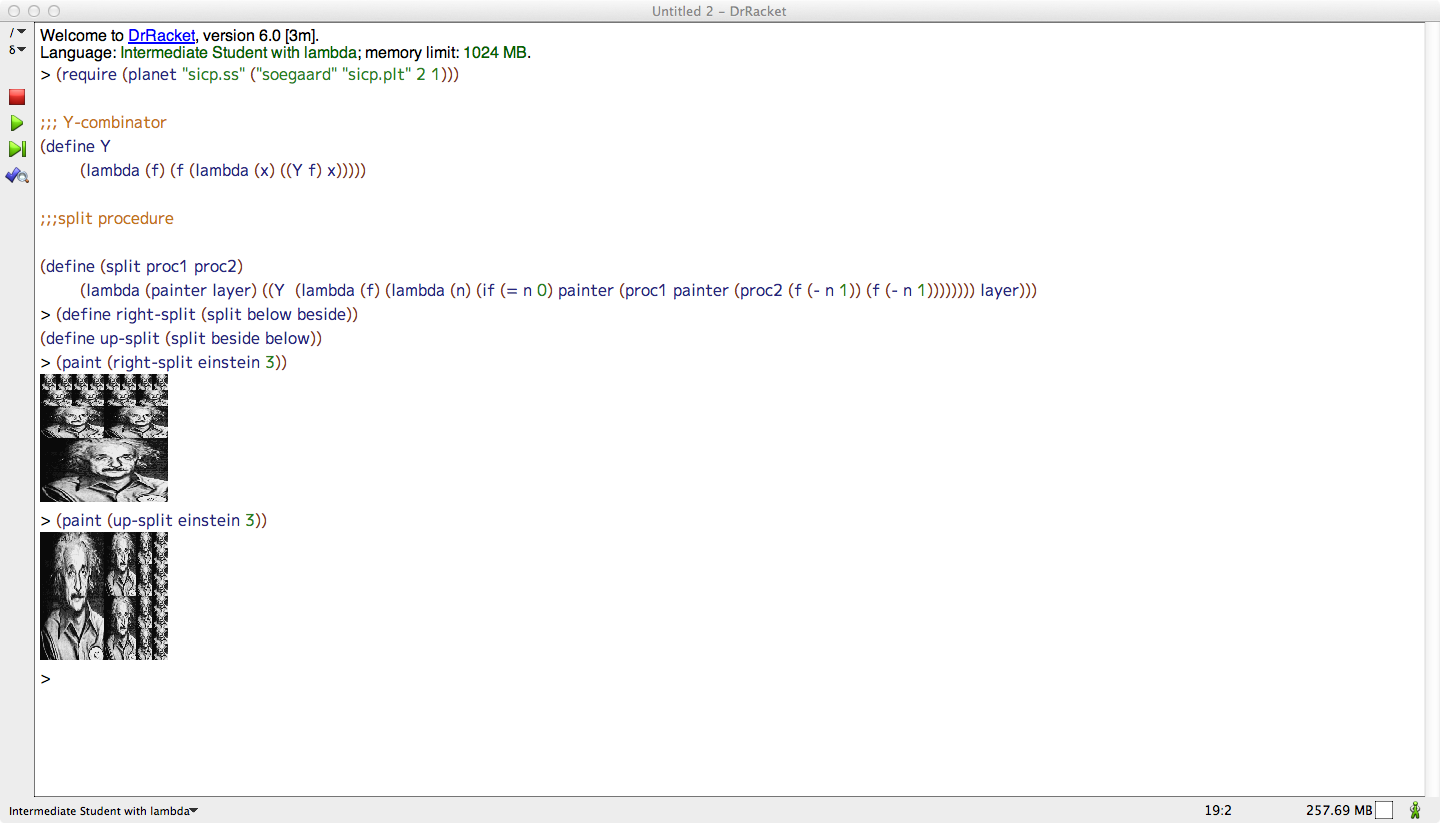 Untitled 2 – DrRacket
Welcome to DrRacket, version 6.0 [3m].
Language: Intermediate Student with lambda; memory limit: 1024 MB.
> (require (planet "sicp.ss" ("soegaard" "sicp.plt" 2 1)))
;;; Y-combinator
(define Y
(lambda (f) (f (lambda (x) ((Y f) x)))))
;;;split procedure
(define (split proc1 proc2)
(lambda (painter layer) ((Y  (lambda (f) (lambda (n) (if (= n 0) painter (proc1 painter (proc2 (f (- n 1)) (f (- n 1)))))))) layer)))
> (define right-split (split below beside))
(define up-split (split beside below))
> (paint (right-split einstein 3))
> (paint (up-split einstein 3))
>
Intermediate Student with lambda
19:2
257.69 MB